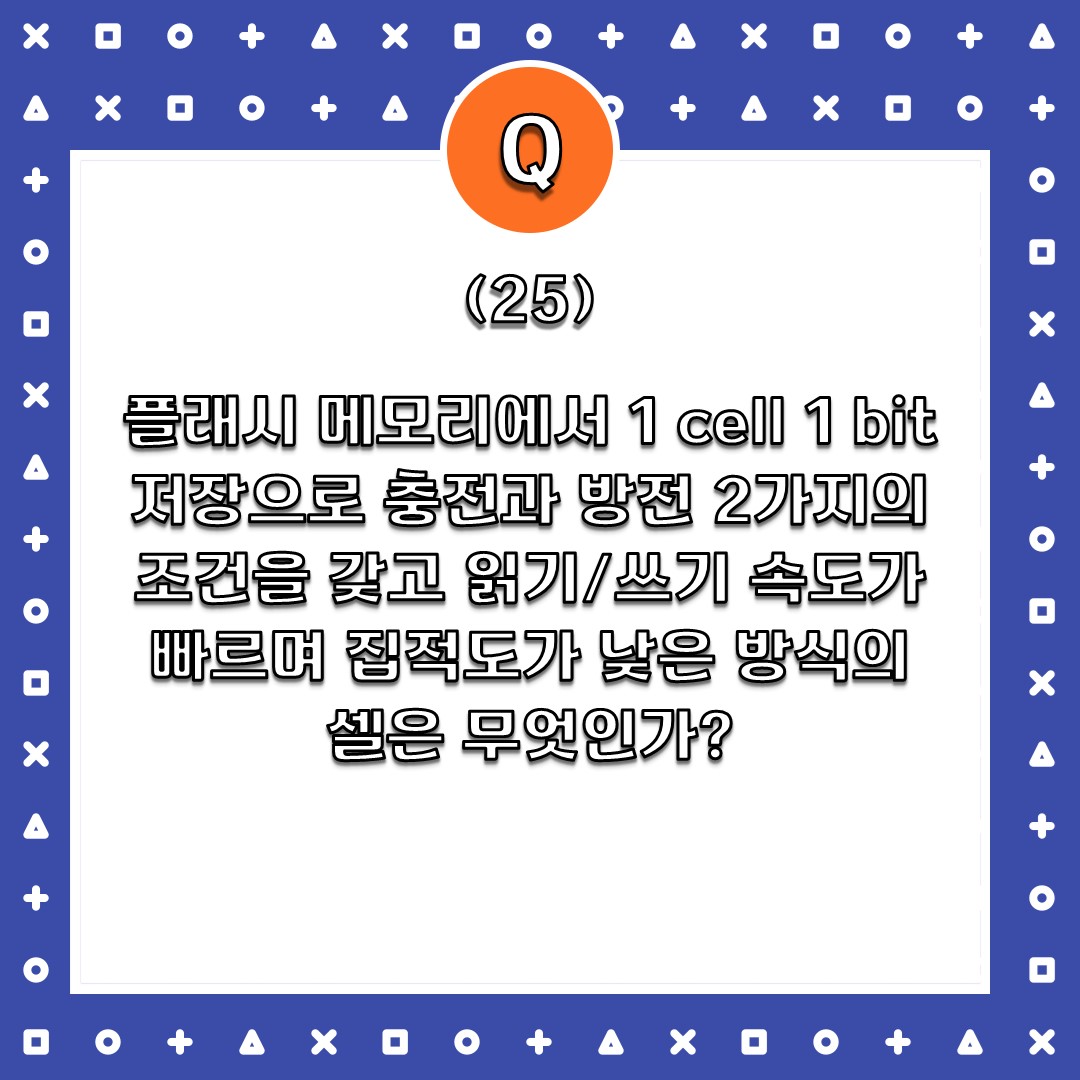 Q
(25)
플래시 메모리에서 1 cell 1 bit
저장으로 충전과 방전 2가지의
조건을 갖고 읽기/쓰기 속도가
빠르며 집적도가 낮은 방식의
셀은 무엇인가?